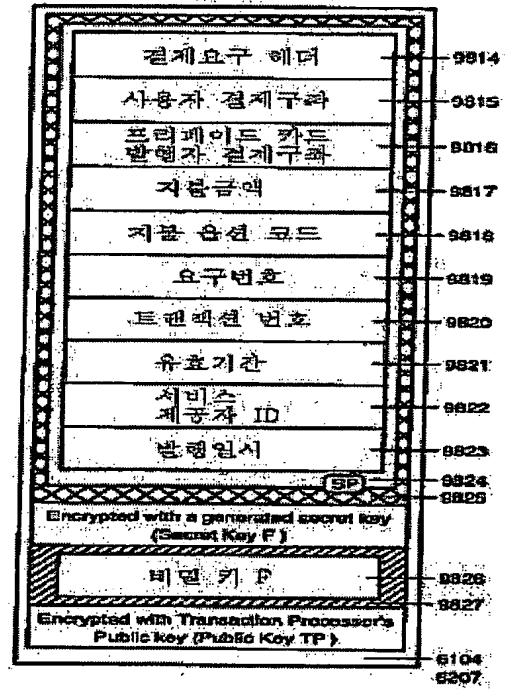 결제요구 헤더
9814
사용자 결제구좌
9815
프리페이드 카드
발행자 결제구좌
9816
지불금액
9817
지불 옵션 코드
9818
요구번호
9819
트랜잭션 번호
9820
유효기간
9821
서비스
제공자 ID
9822
발행일시
9823
SP
9824
9825
Encrypted with a generated secret key
(Secret Key P)
비밀 키 P
9826
9827
Encrypted with Transaction Processor's
Public key (Public Key TP).
6104
6207